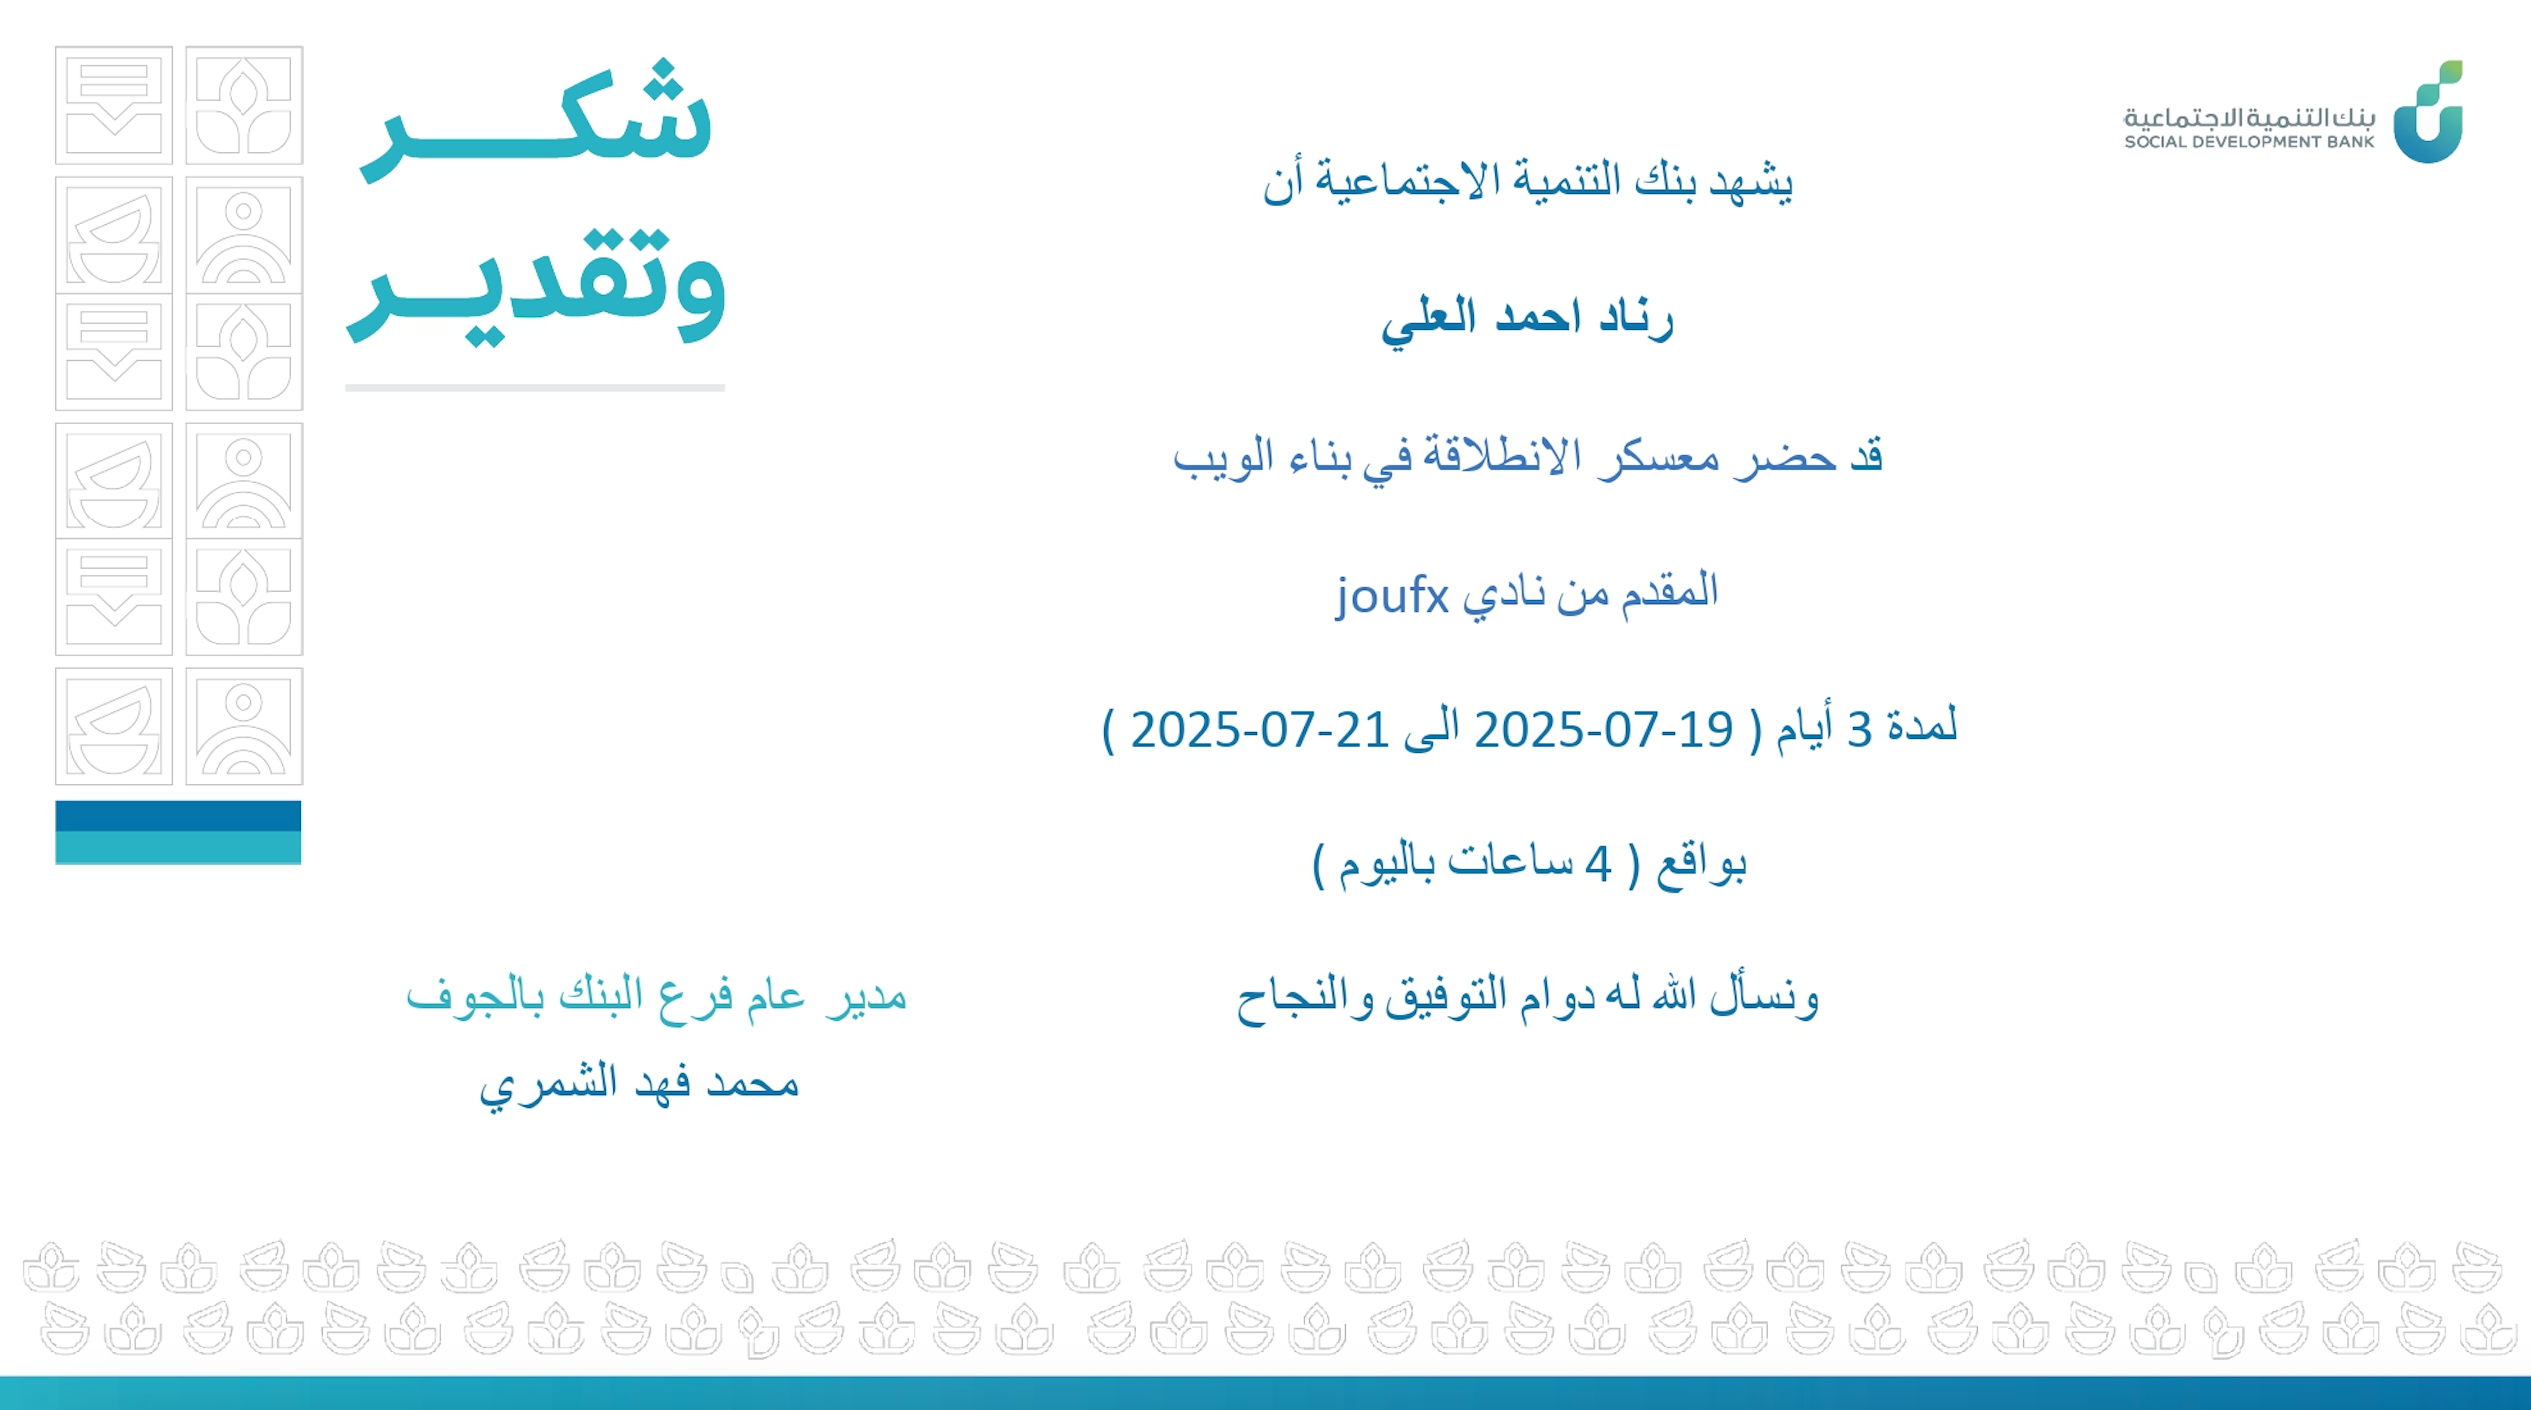 بنك التنمية الاجتماعية
SOCIAL DEVELOPMENT BANK
شكر
وتقدير
يشهد بنك التنمية الاجتماعية أن
رناد احمد العلي
قد حضر معسكر الانطلاقة في بناء الويب
المقدم من نادي joufx
لمدة 3 أيام ( 19-07-2025 الى 21-07-2025 )
بواقع ( 4 ساعات باليوم )
ونسأل الله له دوام التوفيق والنجاح
مدير عام فرع البنك بالجوف
محمد فهد الشمري